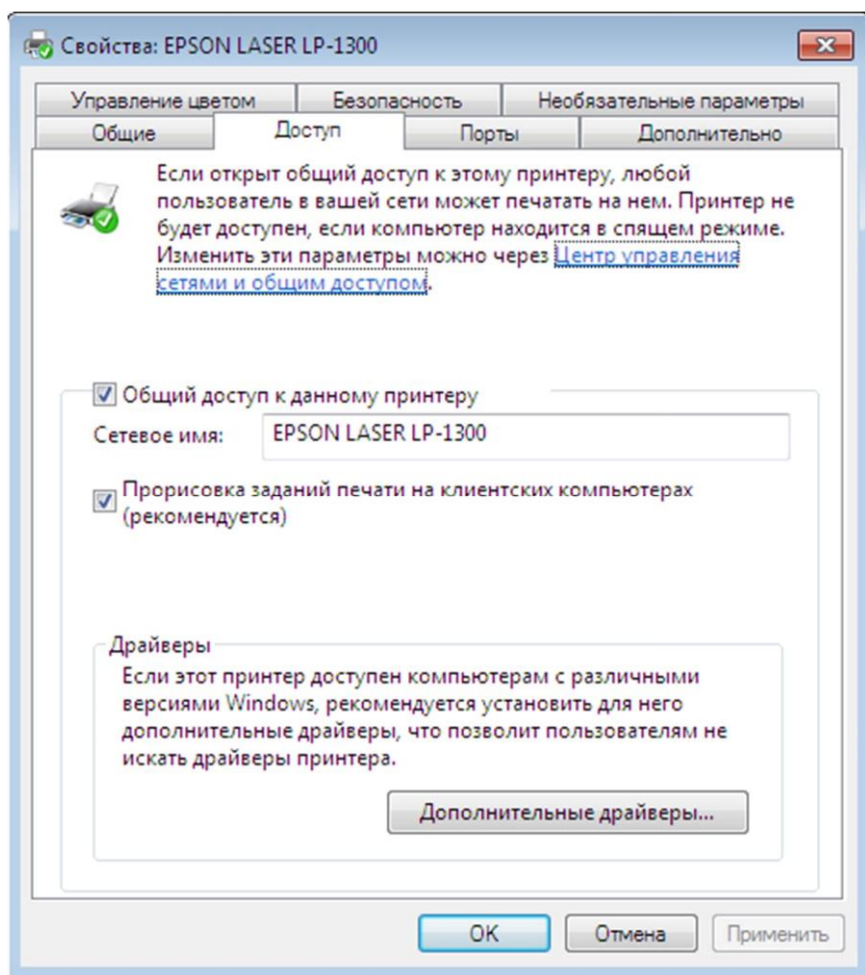 Свойства: EPSON LASER LP-1300
Управление цветом Безопасность Необязательные параметры
Общие Доступ Порты Дополнительно
Если открыт общий доступ к этому принтеру, любой
пользователь в вашей сети может печатать на нем. Принтер не
будет доступен, если компьютер находится в спящем режиме.
Изменить эти параметры можно через Центр управления
сетями и общим доступом.
Общий доступ к данному принтеру
Сетевое имя: EPSON LASER LP-1300
Прорисовка заданий печати на клиентских компьютерах
(рекомендуется)
Драйверы
Если этот принтер доступен компьютерам с различными
версиями Windows, рекомендуется установить для него
дополнительные драйверы, что позволит пользователям не
искать драйверы принтера.
Дополнительные драйверы...
OK Отмена Применить